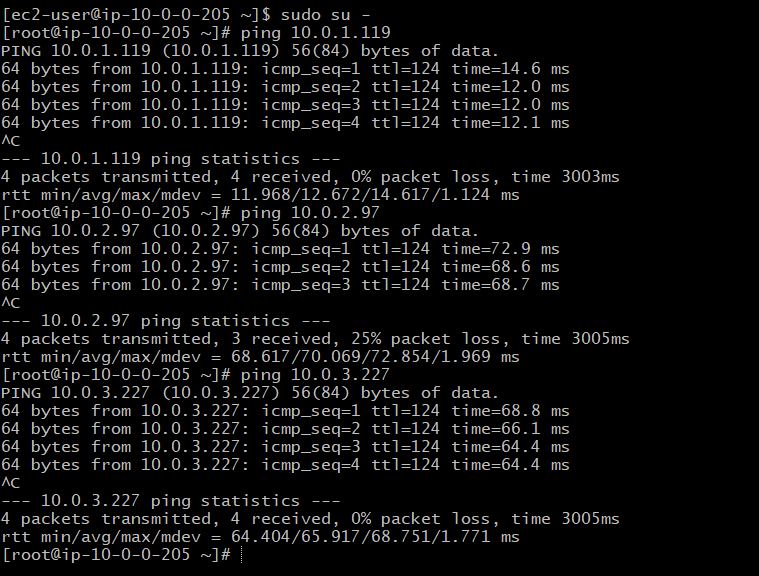 [ec2-user@ip-10-0-0-205 ~]$ sudo su -
[root@ip-10-0-0-205 ~]# ping 10.0.1.119
PING 10.0.1.119 (10.0.1.119) 56(84) bytes of data.
64 bytes from 10.0.1.119: icmp_seq=1 ttl=124 time=14.6 ms
64 bytes from 10.0.1.119: icmp_seq=2 ttl=124 time=12.0 ms
64 bytes from 10.0.1.119: icmp_seq=3 ttl=124 time=12.0 ms
64 bytes from 10.0.1.119: icmp_seq=4 ttl=124 time=12.1 ms
^C
--- 10.0.1.119 ping statistics ---
4 packets transmitted, 4 received, 0% packet loss, time 3003ms
rtt min/avg/max/mdev = 11.968/12.672/14.617/1.124 ms
[root@ip-10-0-0-205 ~]# ping 10.0.2.97
PING 10.0.2.97 (10.0.2.97) 56(84) bytes of data.
64 bytes from 10.0.2.97: icmp_seq=1 ttl=124 time=72.9 ms
64 bytes from 10.0.2.97: icmp_seq=2 ttl=124 time=68.6 ms
64 bytes from 10.0.2.97: icmp_seq=3 ttl=124 time=68.7 ms
^C
--- 10.0.2.97 ping statistics ---
4 packets transmitted, 3 received, 25% packet loss, time 3005ms
rtt min/avg/max/mdev = 68.617/70.069/72.854/1.969 ms
[root@ip-10-0-0-205 ~]# ping 10.0.3.227
PING 10.0.3.227 (10.0.3.227) 56(84) bytes of data.
64 bytes from 10.0.3.227: icmp_seq=1 ttl=124 time=68.8 ms
64 bytes from 10.0.3.227: icmp_seq=2 ttl=124 time=66.1 ms
64 bytes from 10.0.3.227: icmp_seq=3 ttl=124 time=64.4 ms
64 bytes from 10.0.3.227: icmp_seq=4 ttl=124 time=64.4 ms
^C
--- 10.0.3.227 ping statistics ---
4 packets transmitted, 4 received, 0% packet loss, time 3005ms
rtt min/avg/max/mdev = 64.404/65.917/68.751/1.771 ms
[root@ip-10-0-0-205 ~]#